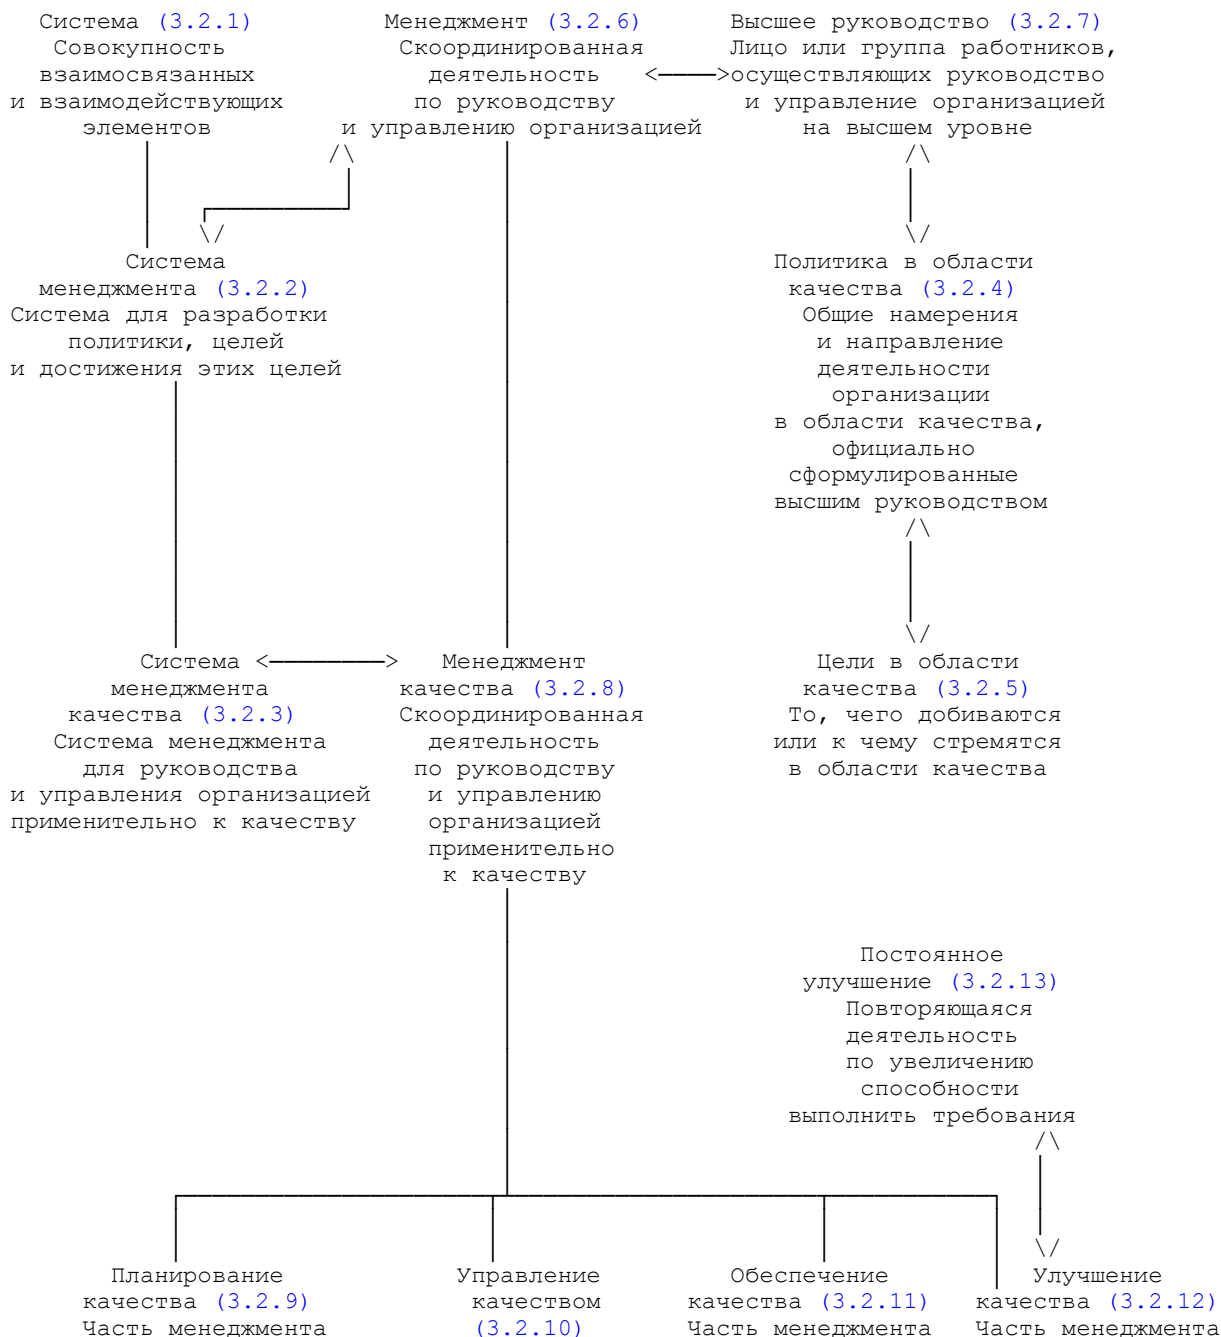 Система (3.2.1)
Совокупность
взаимосвязанных
и взаимодействующих
элементов
Менеджмент (3.2.6)
Скоординированная
деятельность
по руководству
и управлению организацией
Высшее руководство (3.2.7)
Лицо или группа работников,
осуществляющих руководство
и управление организацией
на высшем уровне
Система
менеджмента (3.2.2)
Система для разработки
политики, целей
и достижения этих целей
Политика в области
качества (3.2.4)
Общие намерения
и направление
деятельности
организации
в области качества,
официально
сформулированные
высшим руководством
Система
менеджмента
качества (3.2.3)
Система менеджмента
для руководства
и управления организацией
применительно к качеству
Менеджмент
качества (3.2.8)
Скоординированная
деятельность
по руководству
и управлению
организацией
применительно
к качеству
Цели в области
качества (3.2.5)
То, чего добиваются
или к чему стремятся
в области качества
Постоянное
улучшение (3.2.13)
Повторяющаяся
деятельность
по увеличению
способности
выполнить требования
Планирование
качества (3.2.9)
Часть менеджмента
Управление
качеством
(3.2.10)
Обеспечение
качества (3.2.11)
Часть менеджмента
Улучшение
качества (3.2.12)
Часть менеджмента